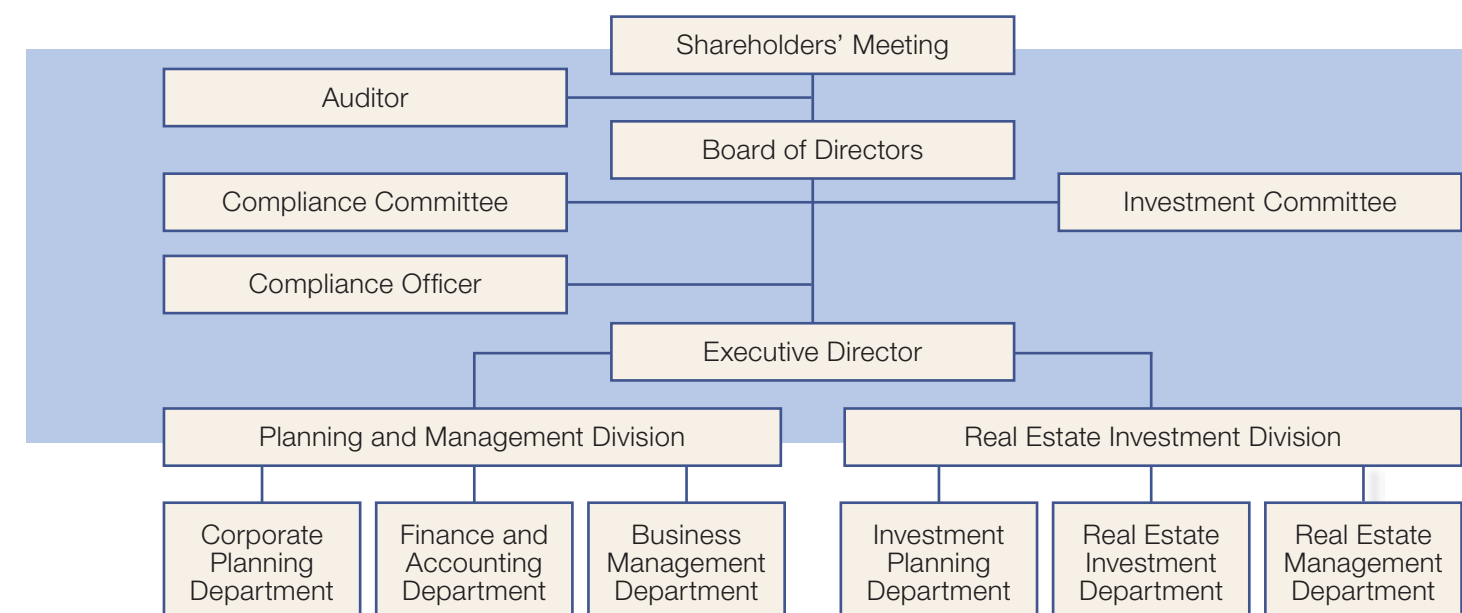 Shareholders’ Meeting
Auditor
Board of Directors
Compliance Committee
Investment Committee
Compliance Officer
Executive Director
Planning and Management Division
Real Estate Investment Division
Corporate
Planning
Department
Finance and
Accounting
Department
Business
Management
Department
Investment
Planning
Department
Real Estate
Investment
Department
Real Estate
Management
Department